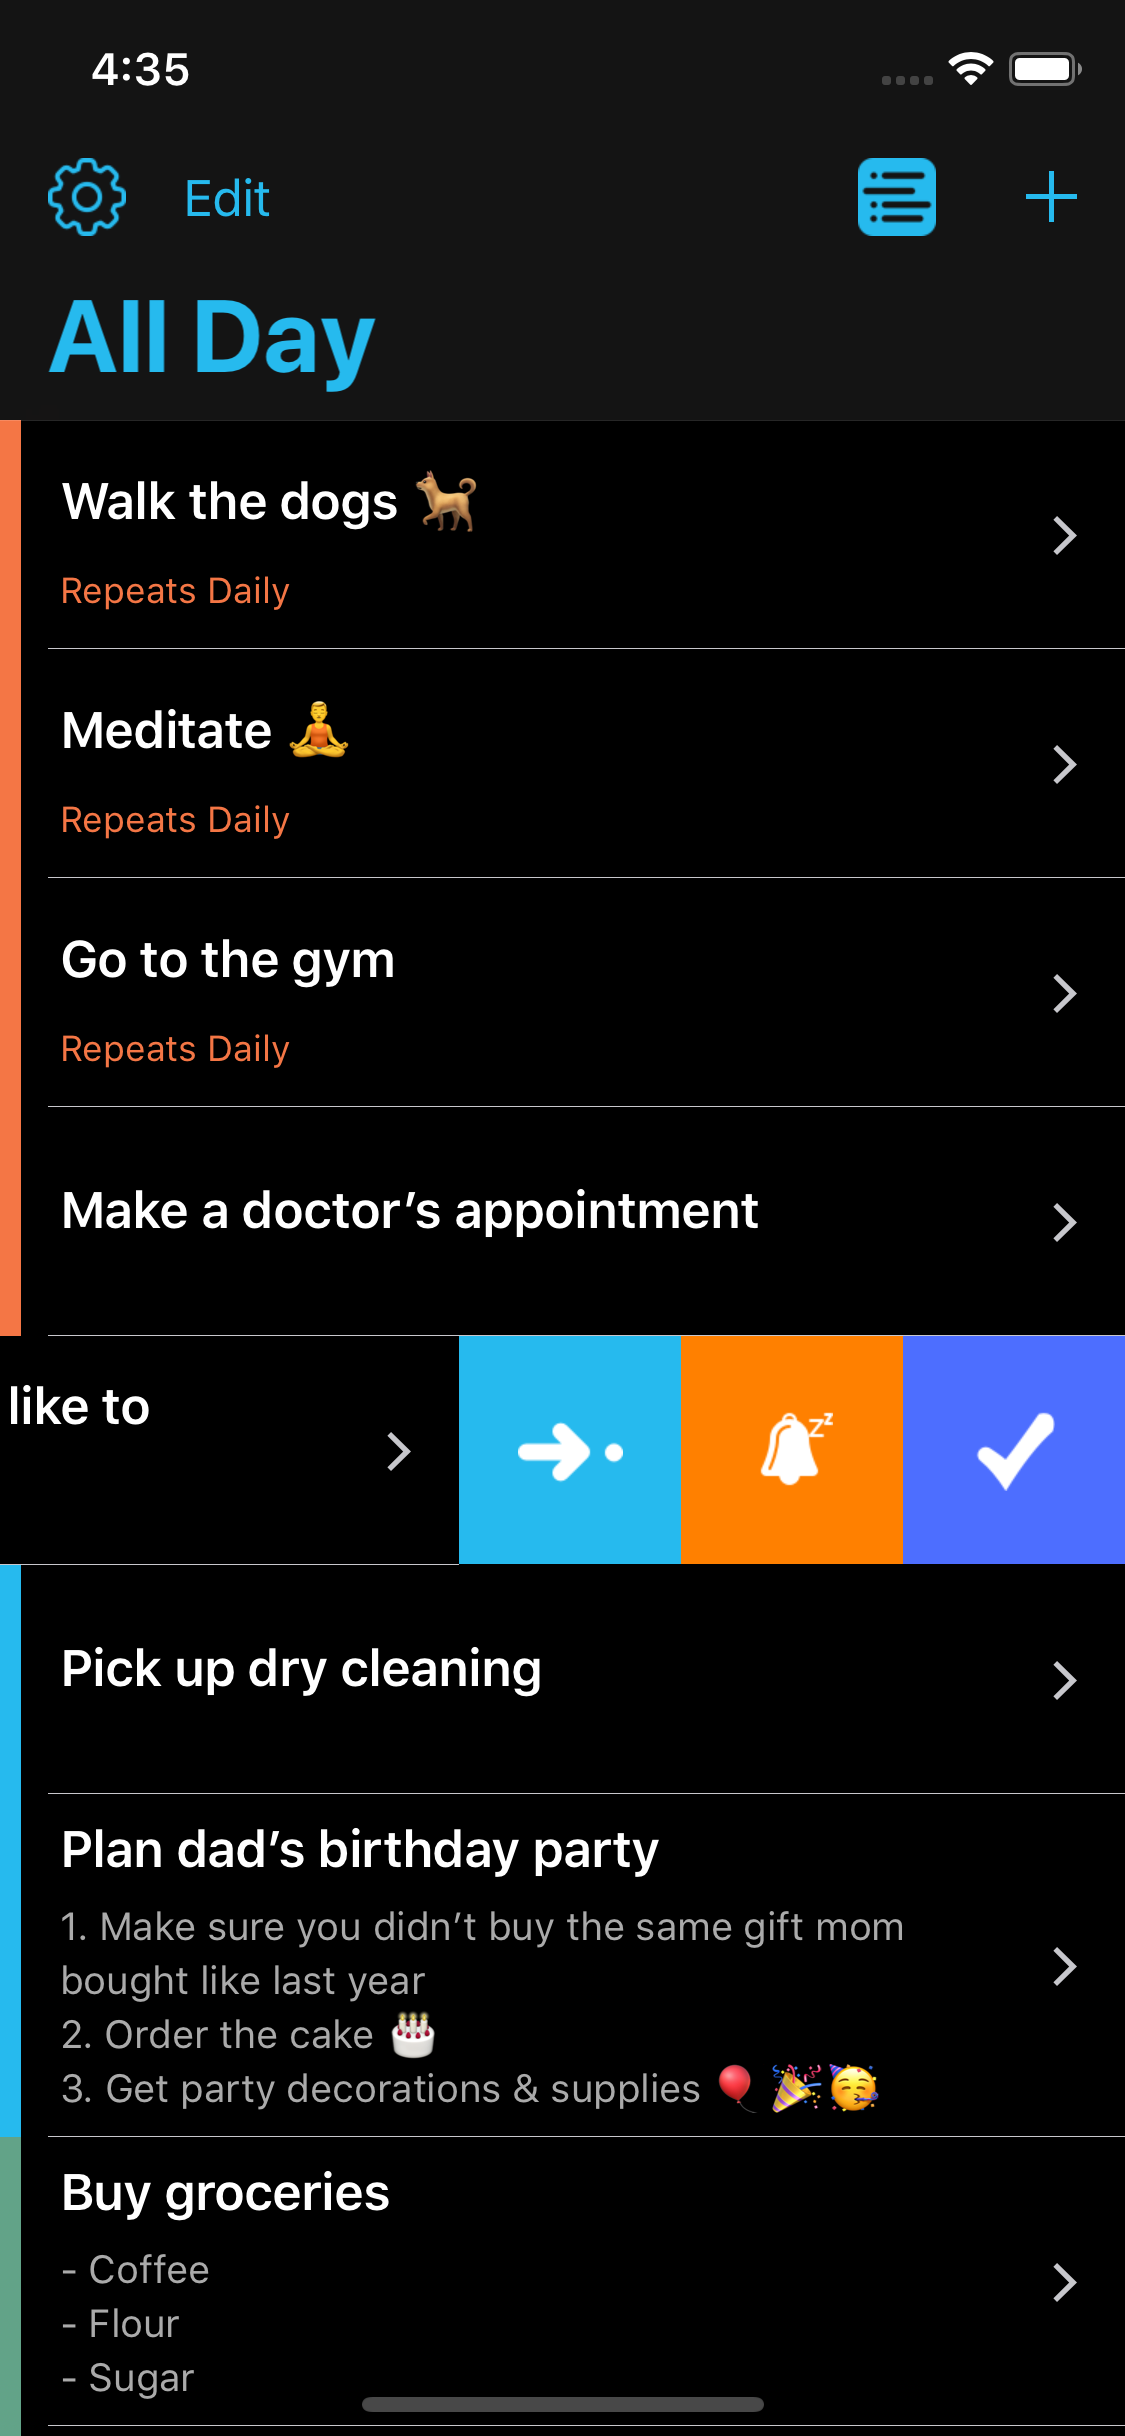 4:35
Edit
All Day
Walk the dogs 🐕
Repeats Daily
Meditate 🧘
Repeats Daily
Go to the gym
Repeats Daily
Make a doctor’s appointment
like to
zz
Pick up dry cleaning
Plan dad’s birthday party
1. Make sure you didn’t buy the same gift mom
bought like last year
2. Order the cake 🎂
3. Get party decorations & supplies 🎈🎉🥳
Buy groceries
- Coffee
- Flour
- Sugar